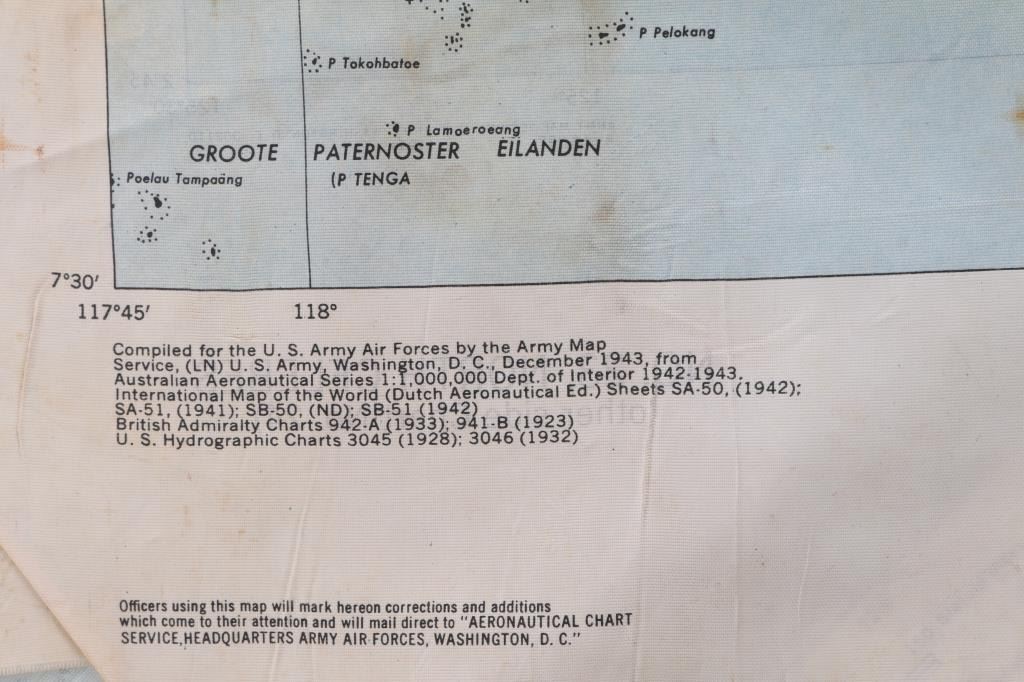 P Pelokang
P Tokohbatoe
P Lamoeroeang
GROOTE PATERNOSTER EILANDEN
Poelau Tampaäng (P TENGA
7°30'
117°45' 118°
Compiled for the U. S. Army Air Forces by the Army Map
Service, (LN) U. S. Army, Washington, D. C., December 1943, from
Australian Aeronautical Series 1:1,000,000 Dept. of Interior 1942-1943,
International Map of the World (Dutch Aeronautical Ed.) Sheets SA-50, (1942);
SA-51, (1941); SB-50, (ND); SB-51 (1942)
British Admiralty Charts 942-A (1933); 941-B (1923)
U. S. Hydrographic Charts 3045 (1928); 3046 (1932)
Officers using this map will mark hereon corrections and additions
which come to their attention and will mail direct to "AERONAUTICAL CHART
SERVICE,HEADQUARTERS ARMY AIR FORCES, WASHINGTON, D. C."